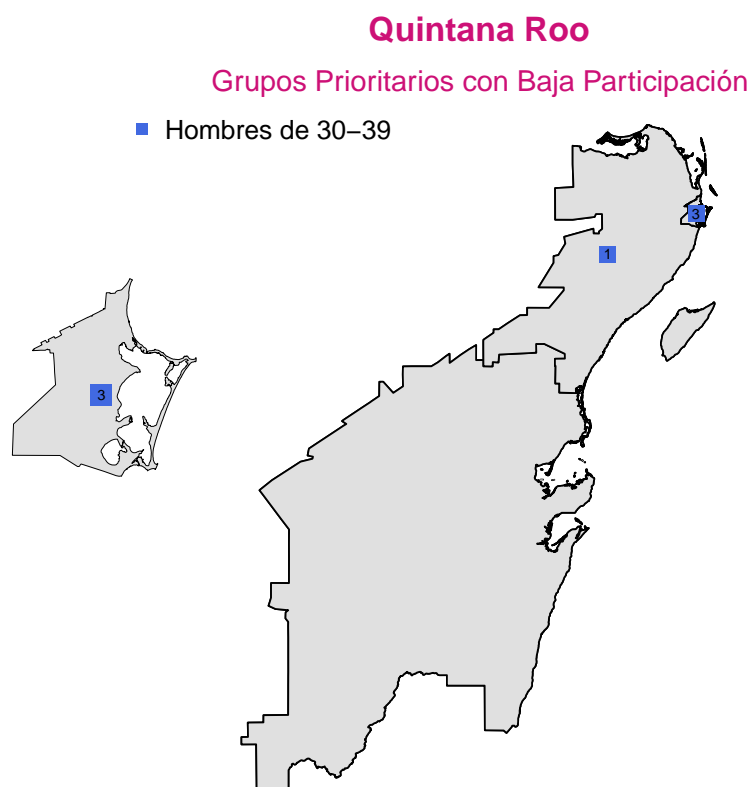 Quintana Roo
Grupos Prioritarios con Baja Participación
Hombres de 30−39
3
1
3